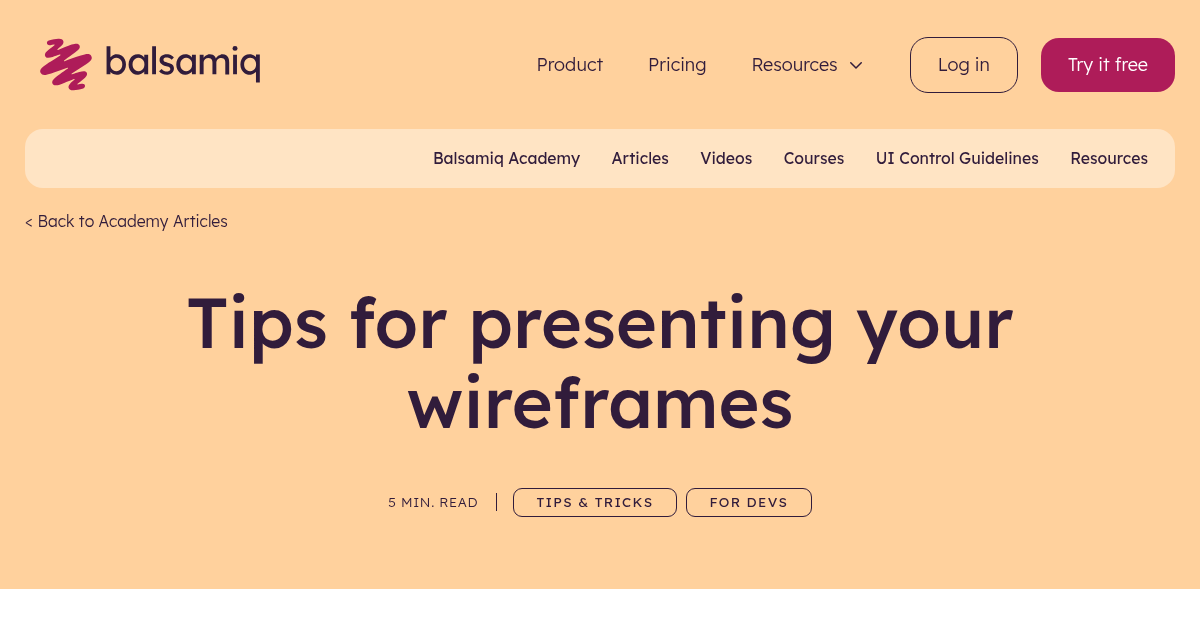 balsamiq
Product Pricing Resources Log in Try it free
Balsamiq Academy Articles Videos Courses UI Control Guidelines Resources
< Back to Academy Articles
Tips for presenting your
wireframes
5 MIN. READ TIPS & TRICKS FOR DEVS